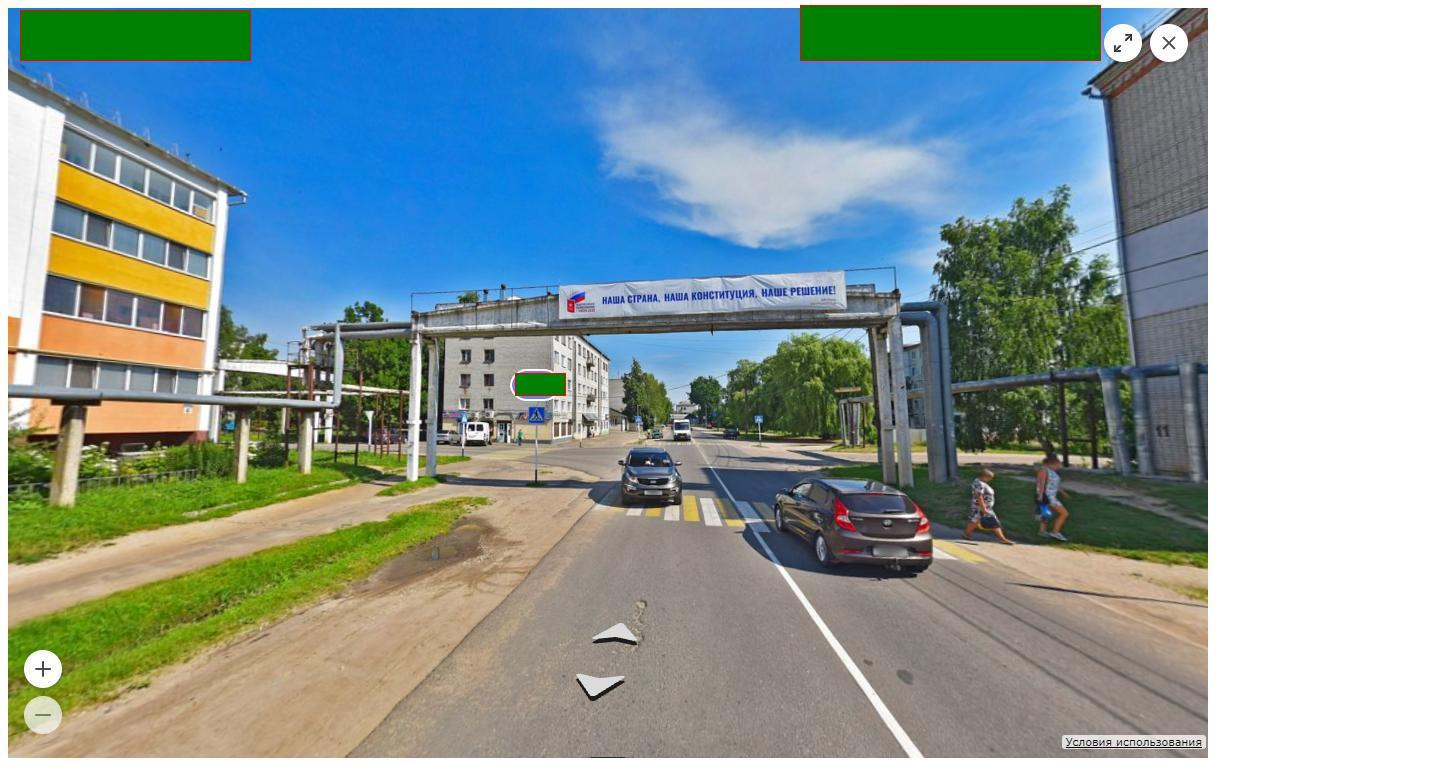 НАША СТРАНА, НАША КОНСТИТУЦИЯ, НАШЕ РЕШЕНИЕ!
11
Условия использования